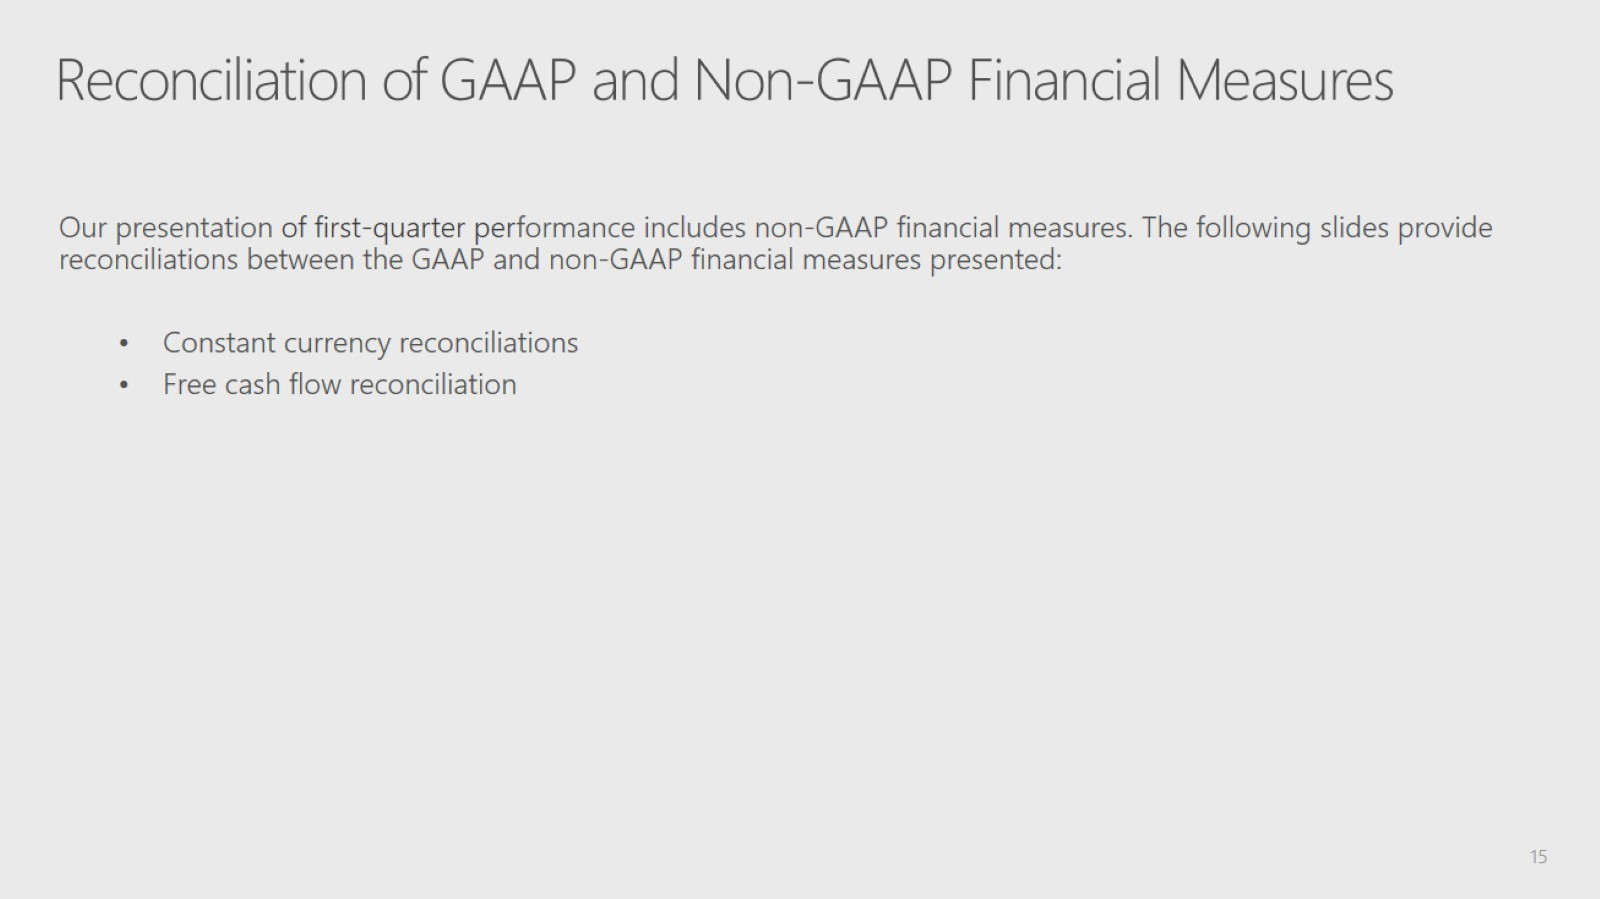 Reconciliation of GAAP and Non-GAAP Financial Measures
Our presentation of first-quarter performance includes non-GAAP financial measures. The following slides provide
reconciliations between the GAAP and non-GAAP financial measures presented:
• Constant currency reconciliations
• Free cash flow reconciliation
15